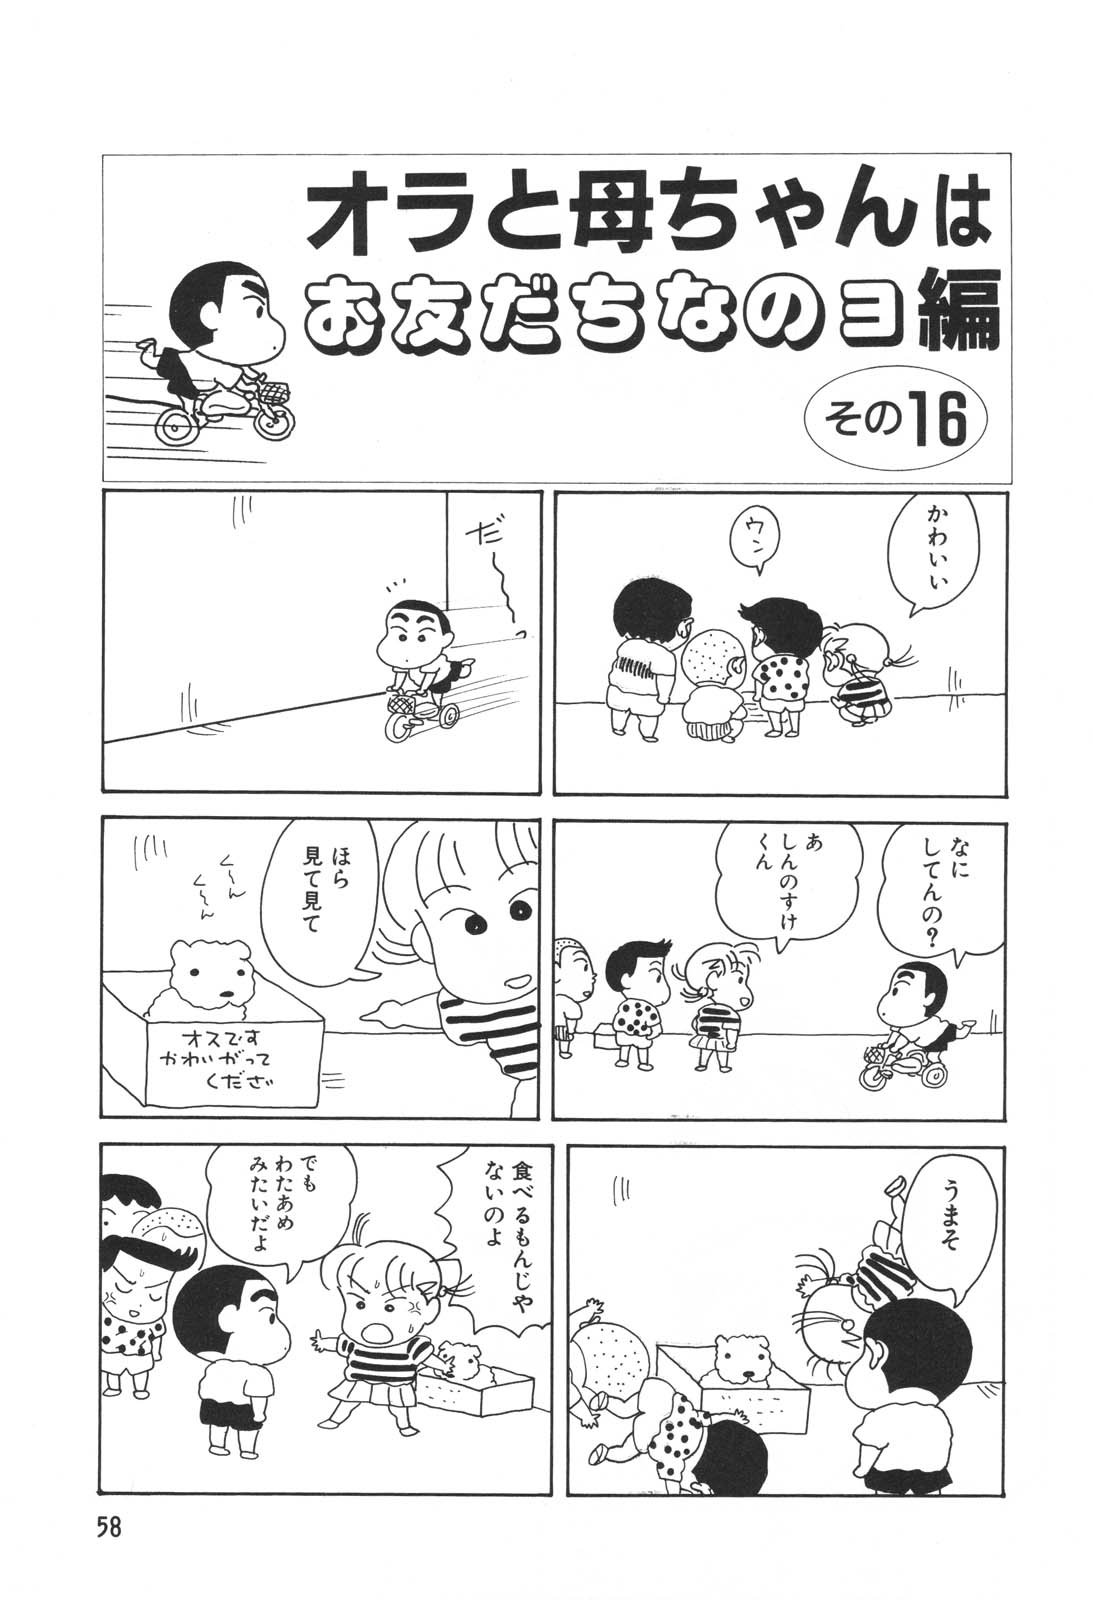 オラと母ちゃんは
お友だちなのヨ編
その16
かわいい
ウン
だ〜っ
なに
してんの？
あ
しんのすけ
くん
ほら
見て見て
く〜ん
く〜ん
オスです
かわいがって
くださ
うまそ
食べるもんじゃ
ないのよ
でも
わたあめ
みたいだよ
58